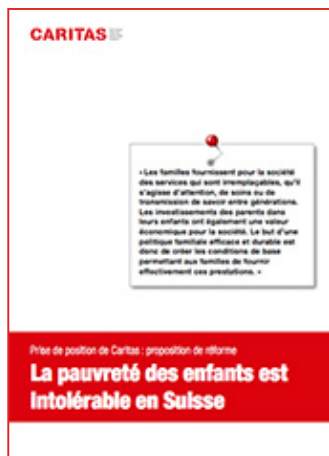 CARITAS
« Les familles fournissent pour la société
des services qui sont irremplaçables, qu'il
s'agisse d'attention, de soins ou de
transmission de savoir entre générations.
Les investissements des parents dans
leurs enfants ont également une valeur
économique pour la société. Le but d'une
politique familiale efficace et durable est
donc de créer les conditions de base
permettant aux familles de fournir
effectivement ces prestations. »
Prise de position de Caritas : proposition de réforme
La pauvreté des enfants est
intolérable en Suisse